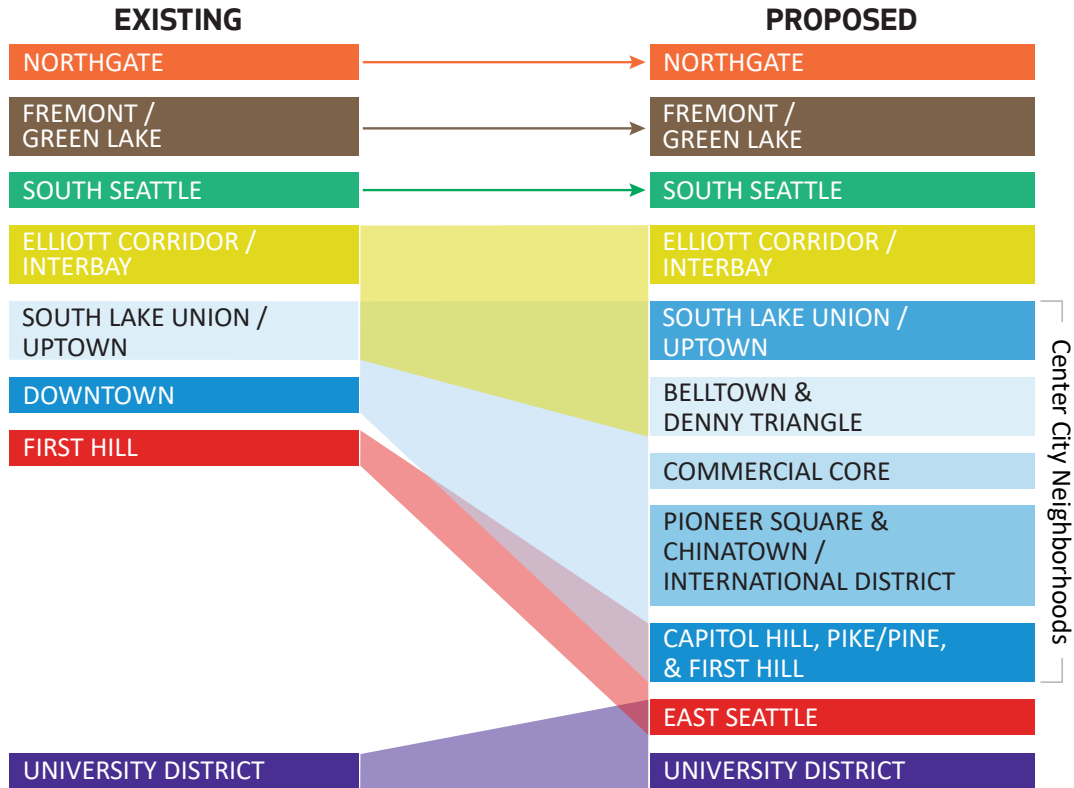 EXISTING
NORTHGATE
FREMONT /
GREEN LAKE
SOUTH SEATTLE
ELLIOTT CORRIDOR /
INTERBAY
SOUTH LAKE UNION /
UPTOWN
DOWNTOWN
FIRST HILL
UNIVERSITY DISTRICT
PROPOSED
NORTHGATE
FREMONT /
GREEN LAKE
SOUTH SEATTLE
ELLIOTT CORRIDOR /
INTERBAY
SOUTH LAKE UNION /
UPTOWN
BELLTOWN &
DENNY TRIANGLE
COMMERCIAL CORE
PIONEER SQUARE &
CHINATOWN /
INTERNATIONAL DISTRICT
CAPITOL HILL, PIKE/PINE,
& FIRST HILL
EAST SEATTLE
UNIVERSITY DISTRICT
Center City Neighborhoods